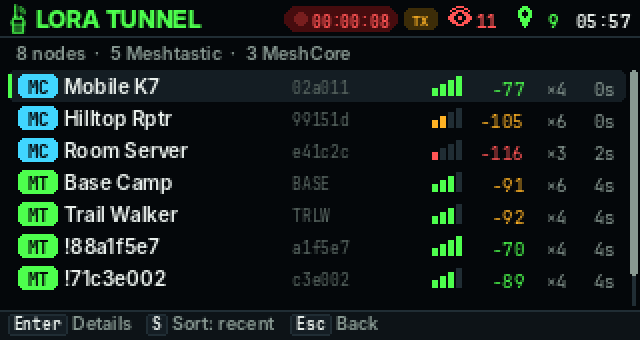 LORA TUNNEL 00:00:08 TX 11 9 05:57
8 nodes · 5 Meshtastic · 3 MeshCore
MC Mobile K7 02a011 -77 ×4 0s
MC Hilltop Rptr 99151d -105 ×6 0s
MC Room Server e41c2c -116 ×3 2s
MT Base Camp BASE -91 ×6 4s
MT Trail Walker TRLW -92 ×4 4s
MT !88a1f5e7 a1f5e7 -70 ×4 4s
MT !71c3e002 c3e002 -89 ×4 4s
Enter Details S Sort: recent Esc Back